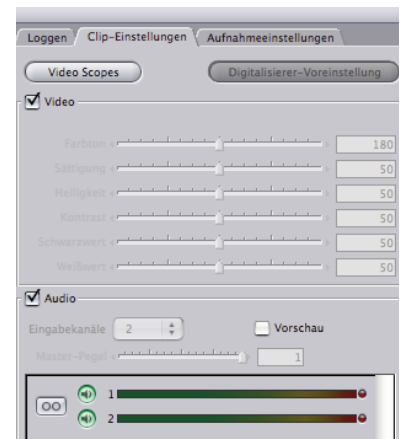 Loggen Clip-Einstellungen Aufnahmeeinstellungen
Video Scopes Digitalisierer-Voreinstellung
Video
Farbton 180
Sättigung 50
Helligkeit 50
Kontrast 50
Schwarzwert 50
Weißwert 50
Audio
Eingabekanäle 2 Vorschau
Master-Pegel 1
1
2